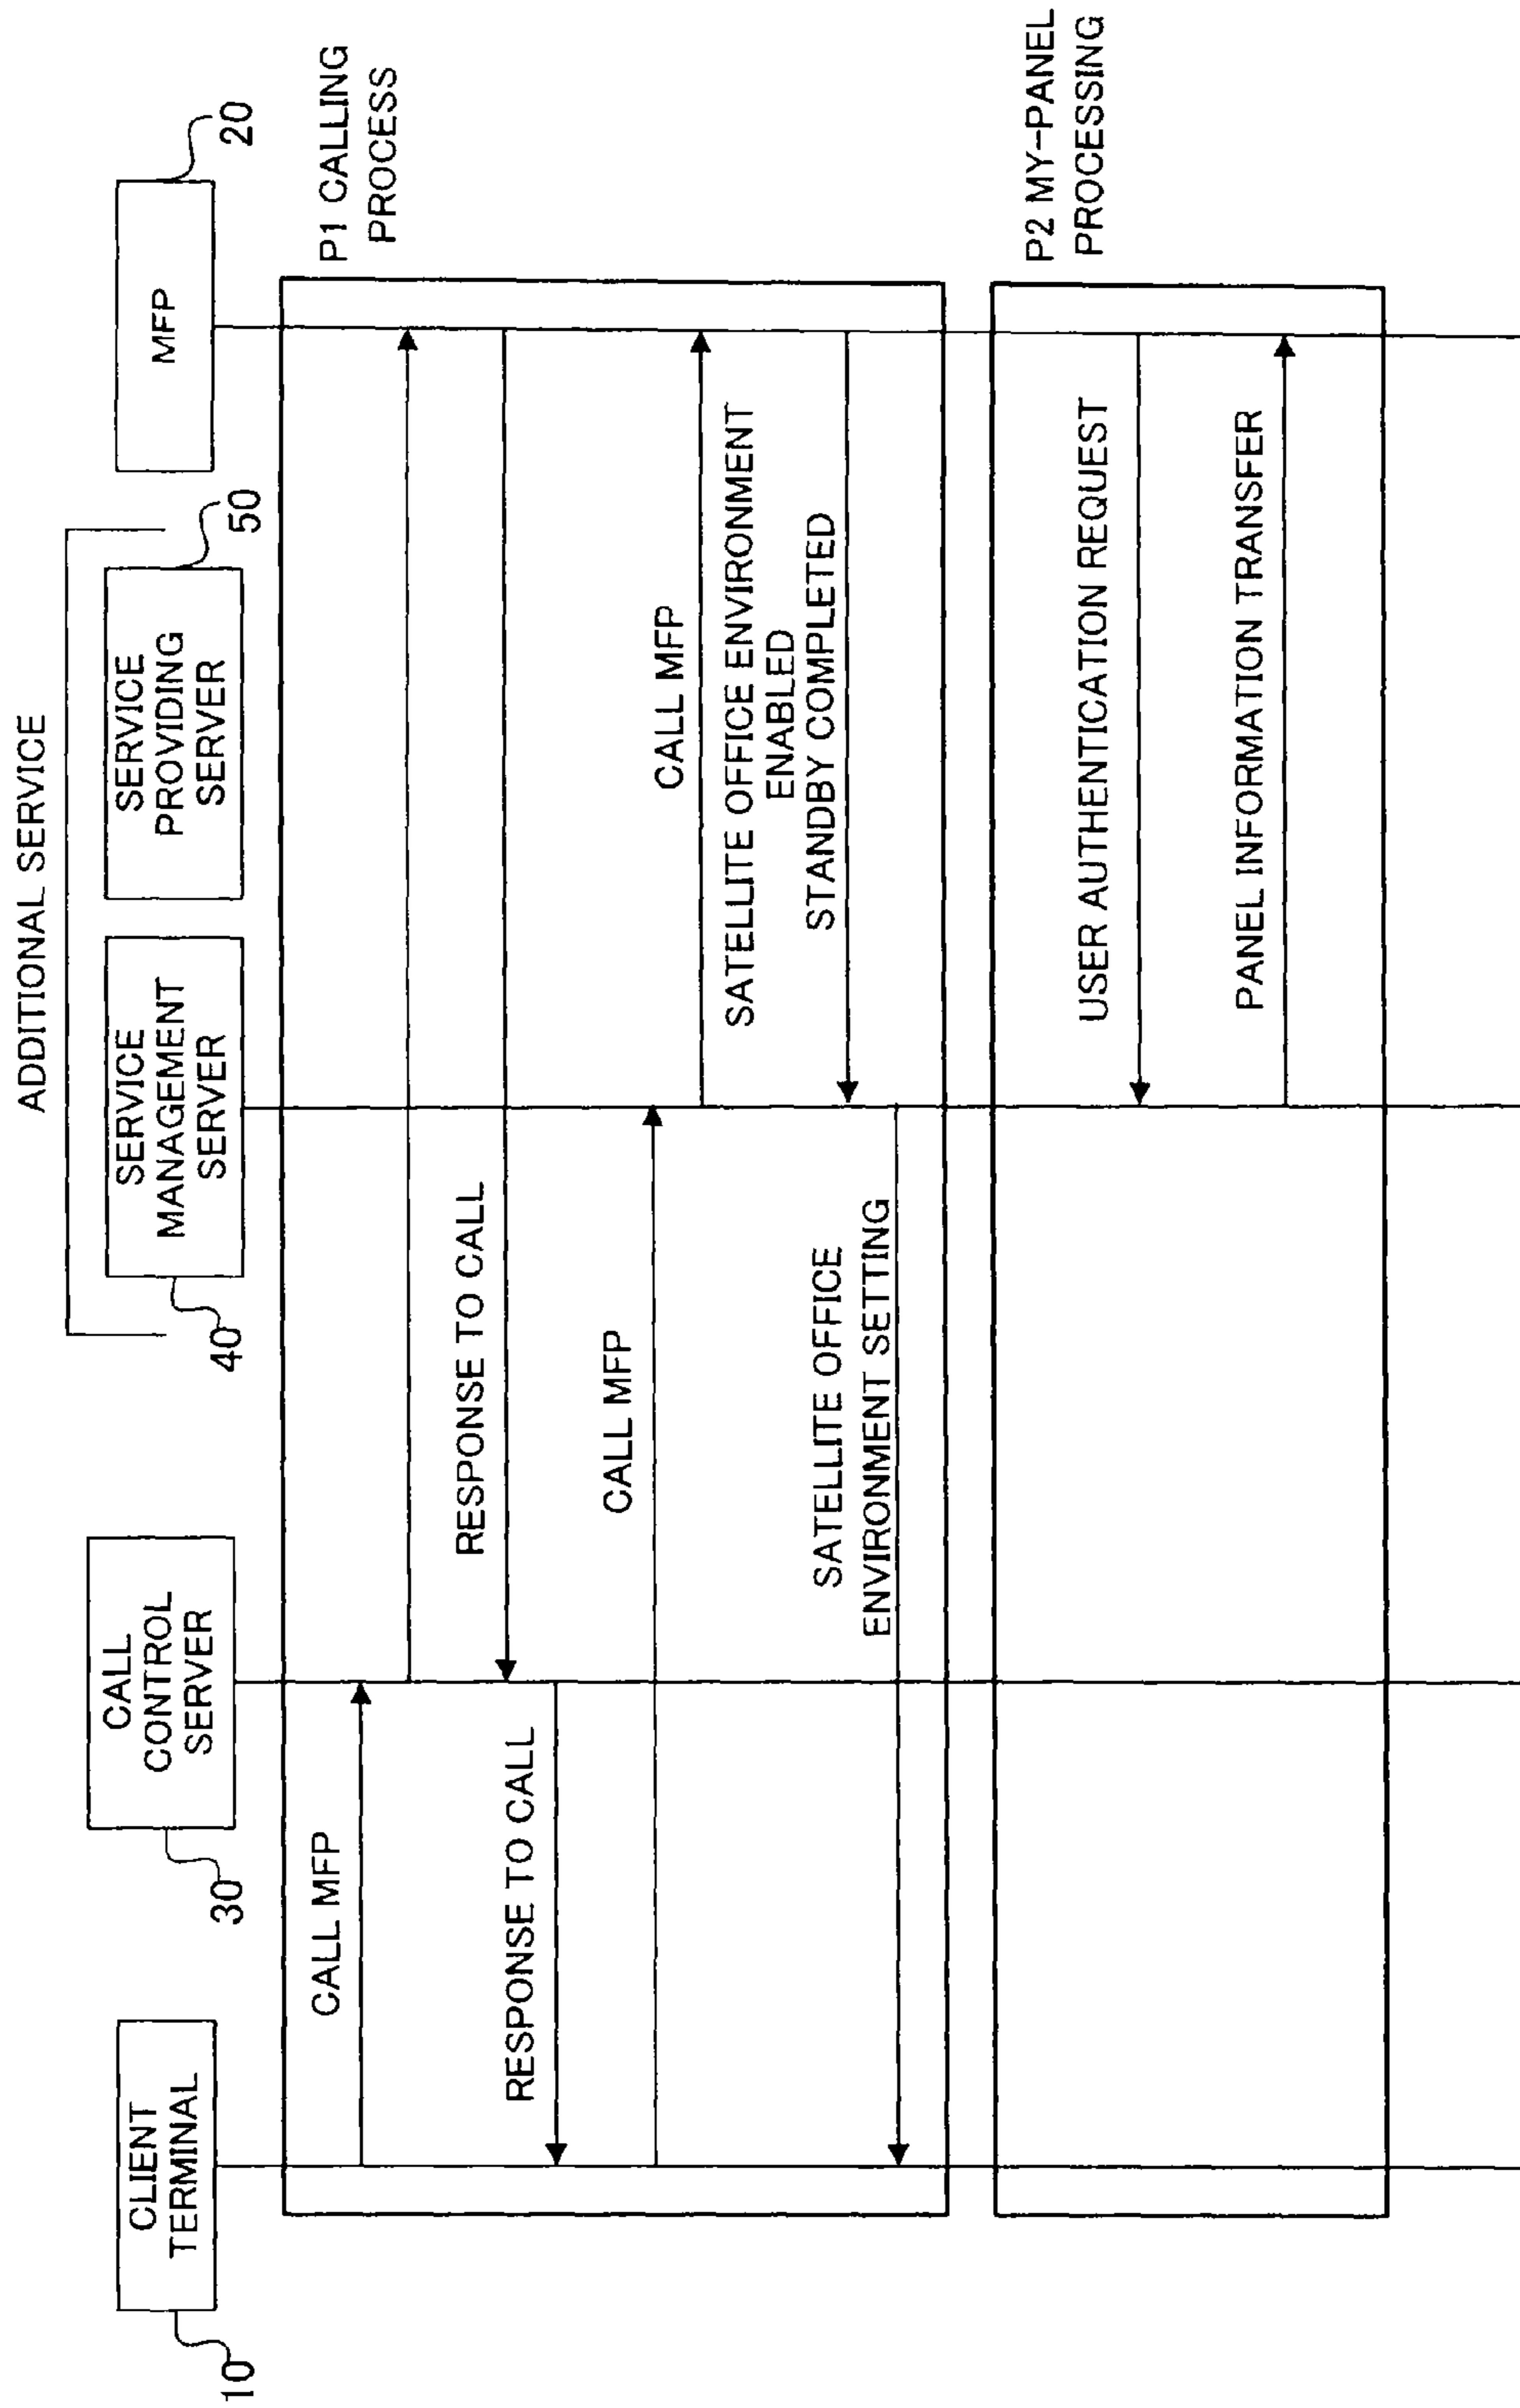 ADDITIONAL SERVICE
CLIENT
TERMINAL
10
CALL
CONTROL
SERVER
30
SERVICE
MANAGEMENT
SERVER
40
SERVICE
PROVIDING
SERVER
50
MFP
20
P1 CALLING
PROCESS
CALL MFP
RESPONSE TO CALL
RESPONSE TO CALL
CALL MFP
CALL MFP
SATELLITE OFFICE ENVIRONMENT
ENABLED
STANDBY COMPLETED
SATELLITE OFFICE
ENVIRONMENT SETTING
P2 MY-PANEL
PROCESSING
USER AUTHENTICATION REQUEST
PANEL INFORMATION TRANSFER